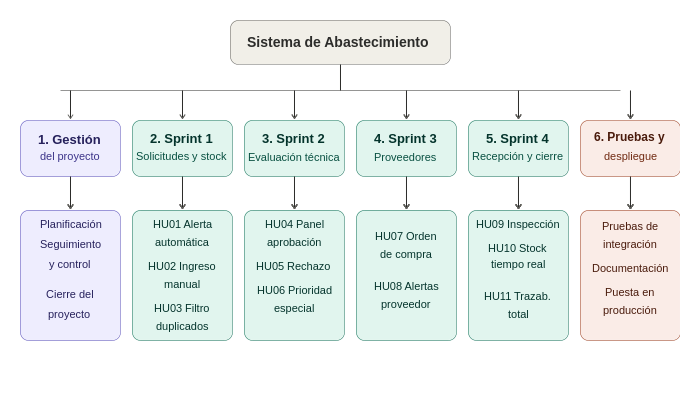 Sistema de Abastecimiento
1. Gestión
del proyecto
2. Sprint 1
Solicitudes y stock
3. Sprint 2
Evaluación técnica
4. Sprint 3
Proveedores
5. Sprint 4
Recepción y cierre
6. Pruebas y
despliegue
Planificación
Seguimiento
y control
Cierre del
proyecto
HU01 Alerta
automática
HU02 Ingreso
manual
HU03 Filtro
duplicados
HU04 Panel
aprobación
HU05 Rechazo
HU06 Prioridad
especial
HU07 Orden
de compra
HU08 Alertas
proveedor
HU09 Inspección
HU10 Stock
tiempo real
HU11 Trazab.
total
Pruebas de
integración
Documentación
Puesta en
producción